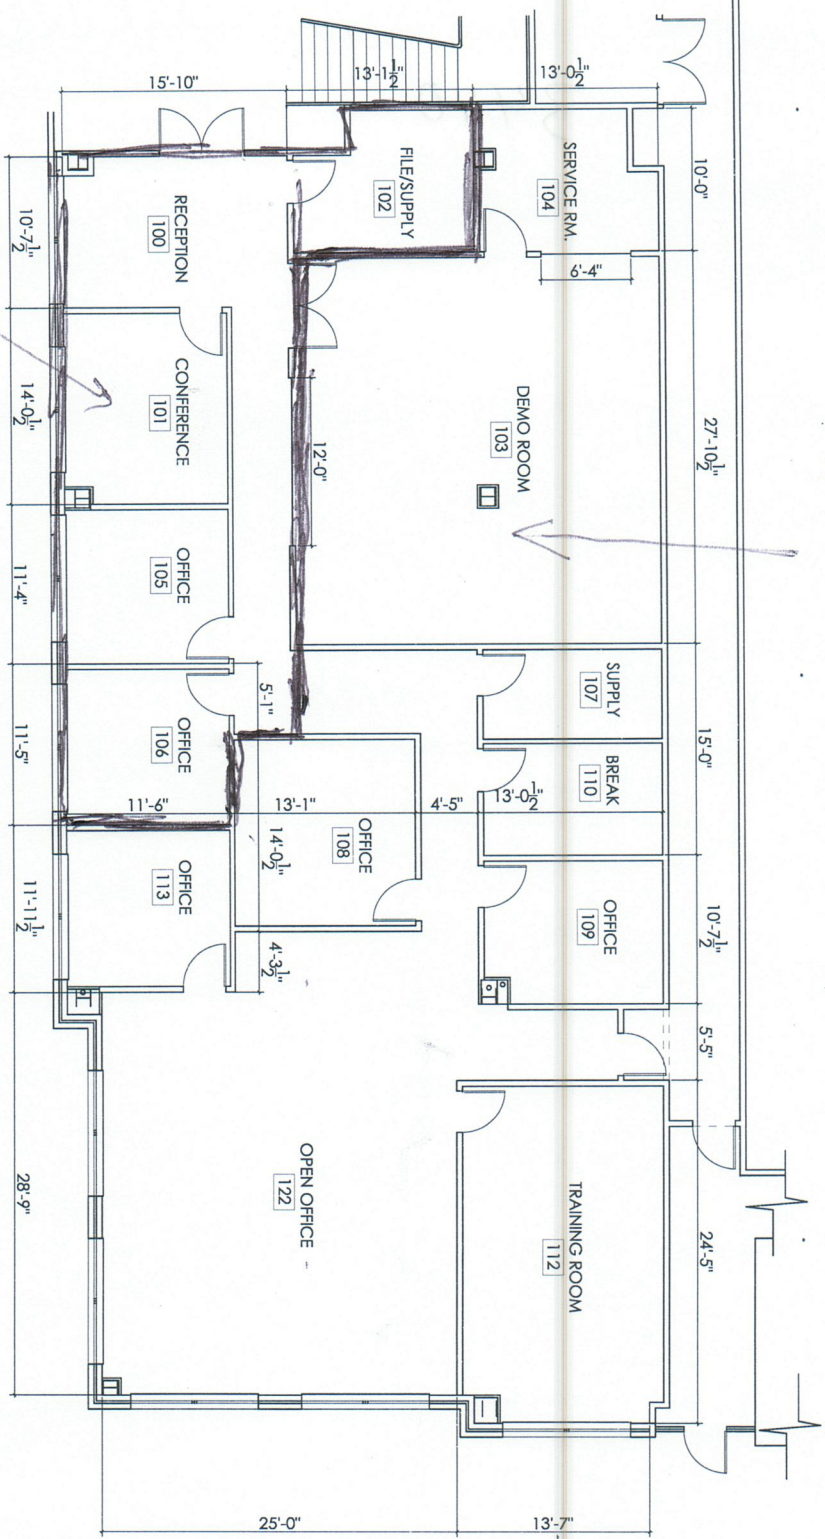 15'-10"
13'-1½"
13'-0½"
10'-0"
SERVICE RM.
104
FILE/SUPPLY
102
RECEPTION
100
10'-7½"
6'-4"
27'-10½"
DEMO ROOM
103
12'-0"
CONFERENCE
101
14'-0½"
OFFICE
105
11'-4"
5'-1"
OFFICE
106
11'-5"
SUPPLY
107
15'-0"
BREAK
110
11'-6"
13'-1"
4'-5"
13'-0½"
OFFICE
108
14'-0½"
OFFICE
113
11'-11½"
OFFICE
109
10'-7½"
4'-3½"
5'-5"
OPEN OFFICE
122
28'-9"
TRAINING ROOM
112
24'-5"
25'-0"
13'-7"